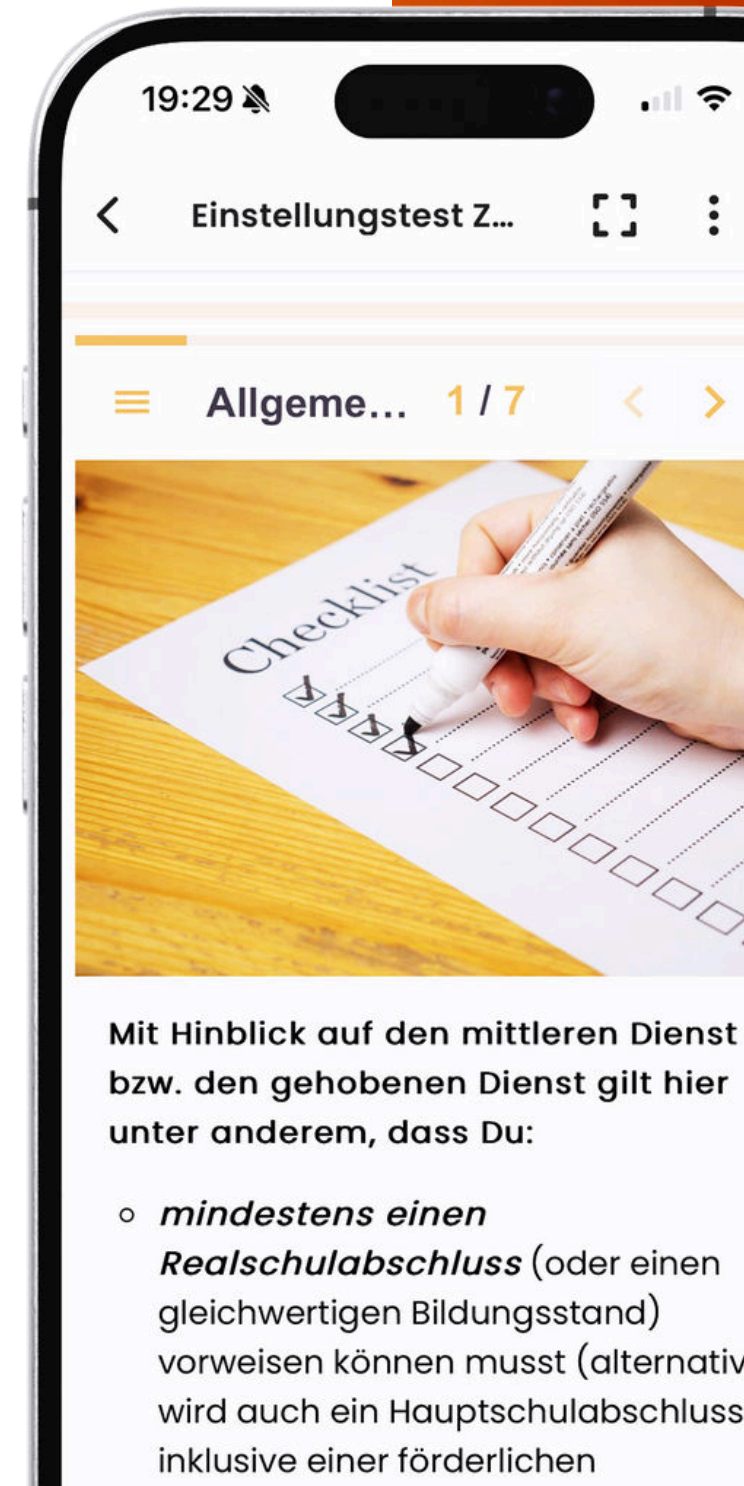 19:29
Einstellungstest Z...
Allgeme... 1 / 7
Checklist
Mit Hinblick auf den mittleren Dienst
bzw. den gehobenen Dienst gilt hier
unter anderem, dass Du:
mindestens einen
Realschulabschluss (oder einen
gleichwertigen Bildungsstand)
vorweisen können musst (alternativ
wird auch ein Hauptschulabschluss
inklusive einer förderlichen